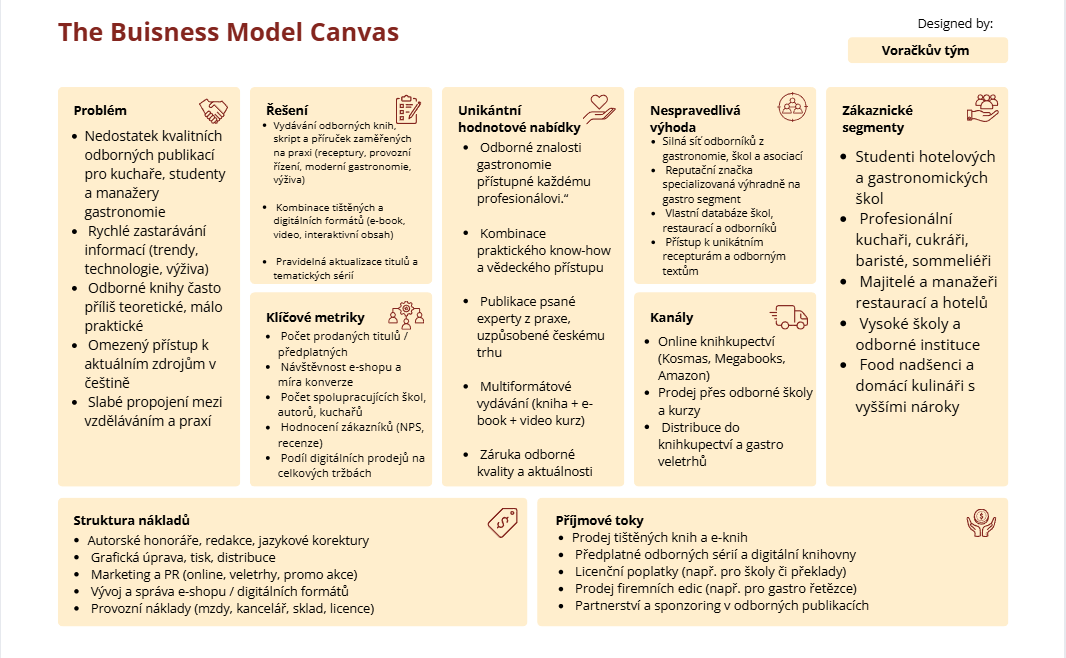 The Buisness Model Canvas
Designed by:
Voračkův tým
Problém
• Nedostatek kvalitních
odborných publikací
pro kuchaře, studenty
a manažery
gastronomie
• Rychlé zastarávání
informací (trendy,
technologie, výživa)
• Odborné knihy často
příliš teoretické, málo
praktické
• Omezený přístup k
aktuálním zdrojům v
češtině
• Slabé propojení mezi
vzděláváním a praxí
Řešení
• Vydávání odborných knih,
skript a příruček zaměřených
na praxi (receptury, provozní
řízení, moderní gastronomie,
výživa)
• Kombinace tištěných a
digitálních formátů (e-book,
video, interaktivní obsah)
• Pravidelná aktualizace titulů a
tematických sérií
Klíčové metriky
• Počet prodaných titulů /
předplatných
• Návštěvnost e-shopu a
míra konverze
• Počet spolupracujících škol,
autorů, kuchařů
• Hodnocení zákazníků (NPS,
recenze)
• Podíl digitálních prodejů na
celkových tržbách
Unikántní
hodnotové nabídky
• Odborné znalosti
gastronomie
přístupné každému
profesionálovi.“
• Kombinace
praktického know-how
a vědeckého přístupu
• Publikace psané
experty z praxe,
uzpůsobené českému
trhu
• Multiformátové
vydávání (kniha + e-
book + video kurz)
• Záruka odborné
kvality a aktuálnosti
Nespravedlivá
výhoda
• Silná síť odborníků z
gastronomie, škol a asociací
• Reputační značka
specializovaná výhradně na
gastro segment
• Vlastní databáze škol,
restaurací a odborníků
• Přístup k unikátním
recepturám a odborným
textům
Kanály
• Online knihkupectví
(Kosmas, Megabooks,
Amazon)
• Prodej přes odborné školy
a kurzy
• Distribuce do
knihkupectví a gastro
veletrhů
Zákaznické
segmenty
• Studenti hotelových
a gastronomických
škol
• Profesionální
kuchaři, cukráři,
baristé, sommeliéři
• Majitelé a manažeři
restaurací a hotelů
• Vysoké školy a
odborné instituce
• Food nadšenci a
domácí kulináři s
vyššími nároky
Struktura nákladů
• Autorské honoráře, redakce, jazykové korektury
• Grafická úprava, tisk, distribuce
• Marketing a PR (online, veletrhy, promo akce)
• Vývoj a správa e-shopu / digitálních formátů
• Provozní náklady (mzdy, kancelář, sklad, licence)
Příjmové toky
• Prodej tištěných knih a e-knih
• Předplatné odborných sérií a digitální knihovny
• Licenční poplatky (např. pro školy či překlady)
• Prodej firemních edic (např. pro gastro řetězce)
• Partnerství a sponzoring v odborných publikacích